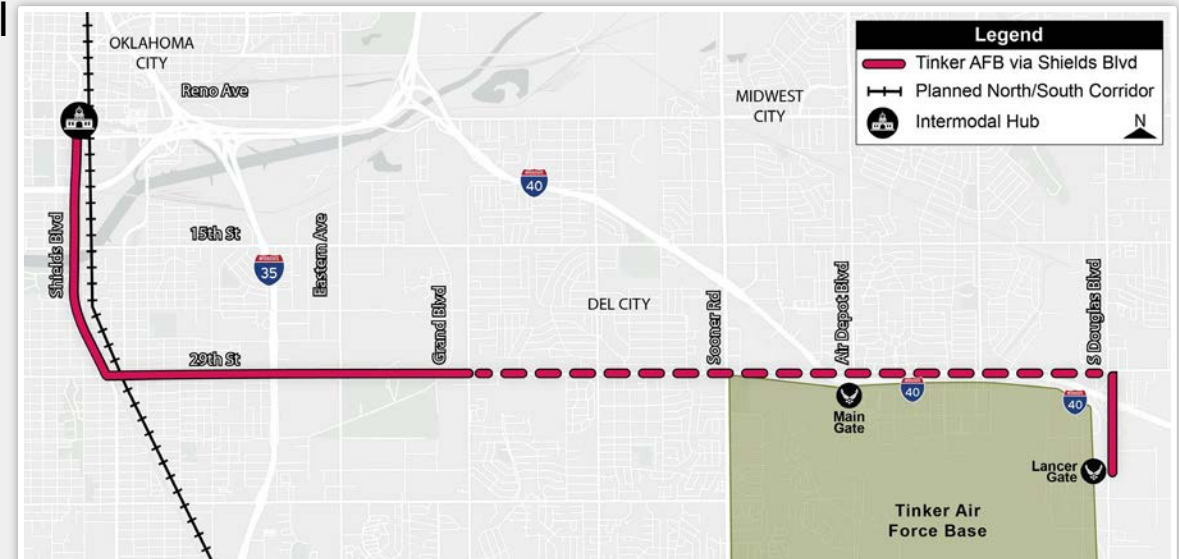 OKLAHOMA
CITY
Reno Ave
MIDWEST
CITY
Legend
Tinker AFB via Shields Blvd
Planned North/South Corridor
Intermodal Hub
N
40
Shields Blvd
15th St
35
Eastern Ave
Grand Blvd
DEL CITY
Sooner Rd
Air Depot Blvd
S Douglas Blvd
29th St
Main
Gate
40
40
Lancer
Gate
Tinker Air
Force Base